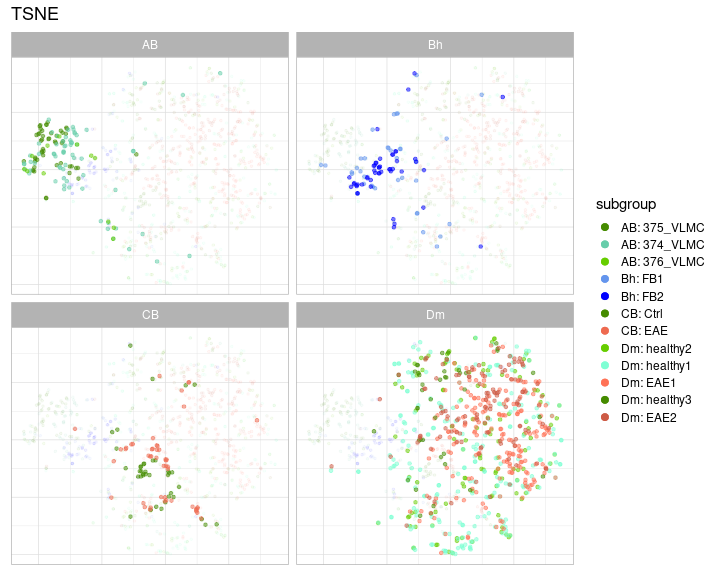 TSNE
AB
Bh
CB
Dm
subgroup
AB: 375_VLMC
AB: 374_VLMC
AB: 376_VLMC
Bh: FB1
Bh: FB2
CB: Ctrl
CB: EAE
Dm: healthy2
Dm: healthy1
Dm: EAE1
Dm: healthy3
Dm: EAE2